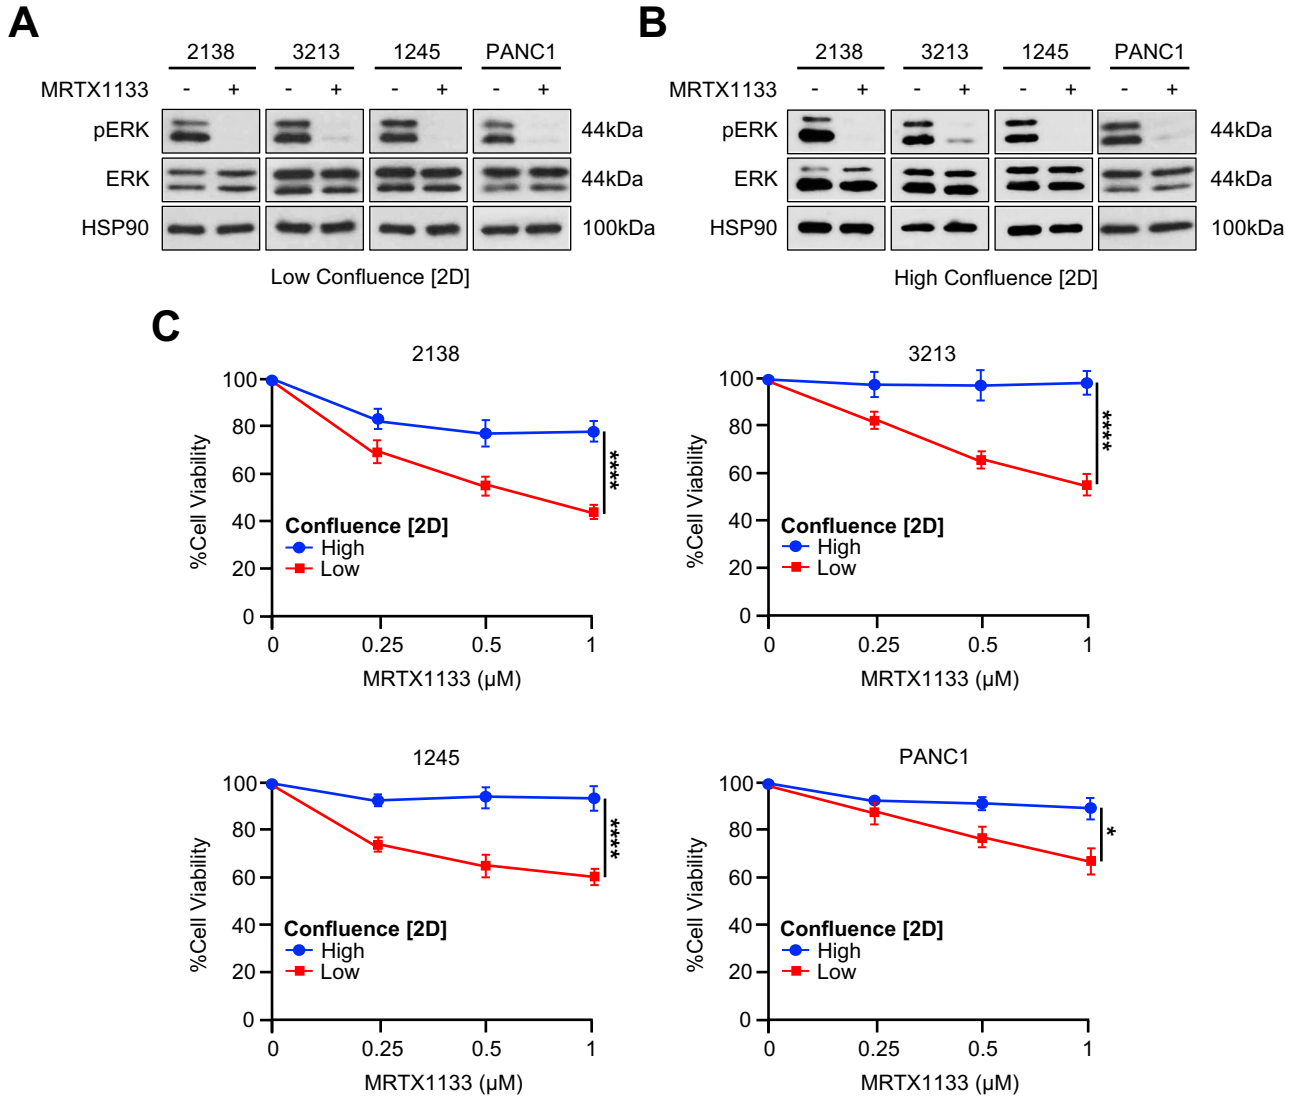 A
2138 3213 1245 PANC1
MRTX1133 - + - + - + - +
pERK 44kDa
ERK 44kDa
HSP90 100kDa
Low Confluence [2D]
B
2138 3213 1245 PANC1
MRTX1133 - + - + - + - +
pERK 44kDa
ERK 44kDa
HSP90 100kDa
High Confluence [2D]
C
2138
%Cell Viability
100
80
60
40
20
0
Confluence [2D]
High
Low
****
0 0.25 0.5 1
MRTX1133 (µM)
3213
%Cell Viability
100
80
60
40
20
0
Confluence [2D]
High
Low
****
0 0.25 0.5 1
MRTX1133 (µM)
1245
%Cell Viability
100
80
60
40
20
0
Confluence [2D]
High
Low
****
0 0.25 0.5 1
MRTX1133 (µM)
PANC1
%Cell Viability
100
80
60
40
20
0
Confluence [2D]
High
Low
*
0 0.25 0.5 1
MRTX1133 (µM)